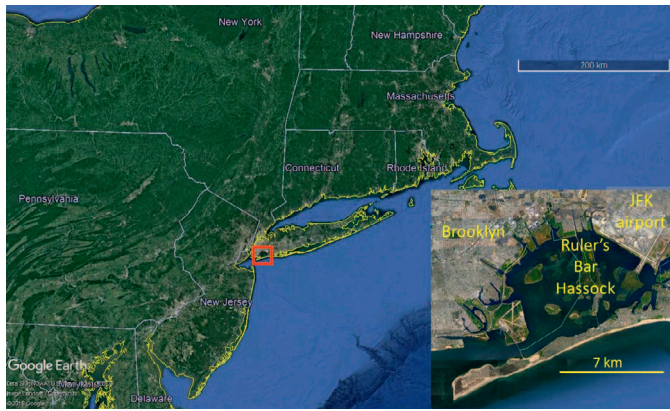 New York
New Hampshire
200 km
Massachusetts
Connecticut
Rhode Island
Pennsylvania
JFK
airport
Brooklyn
Ruler's
Bar
Hassock
New Jersey
7 km
Google Earth
Maryland
Delaware